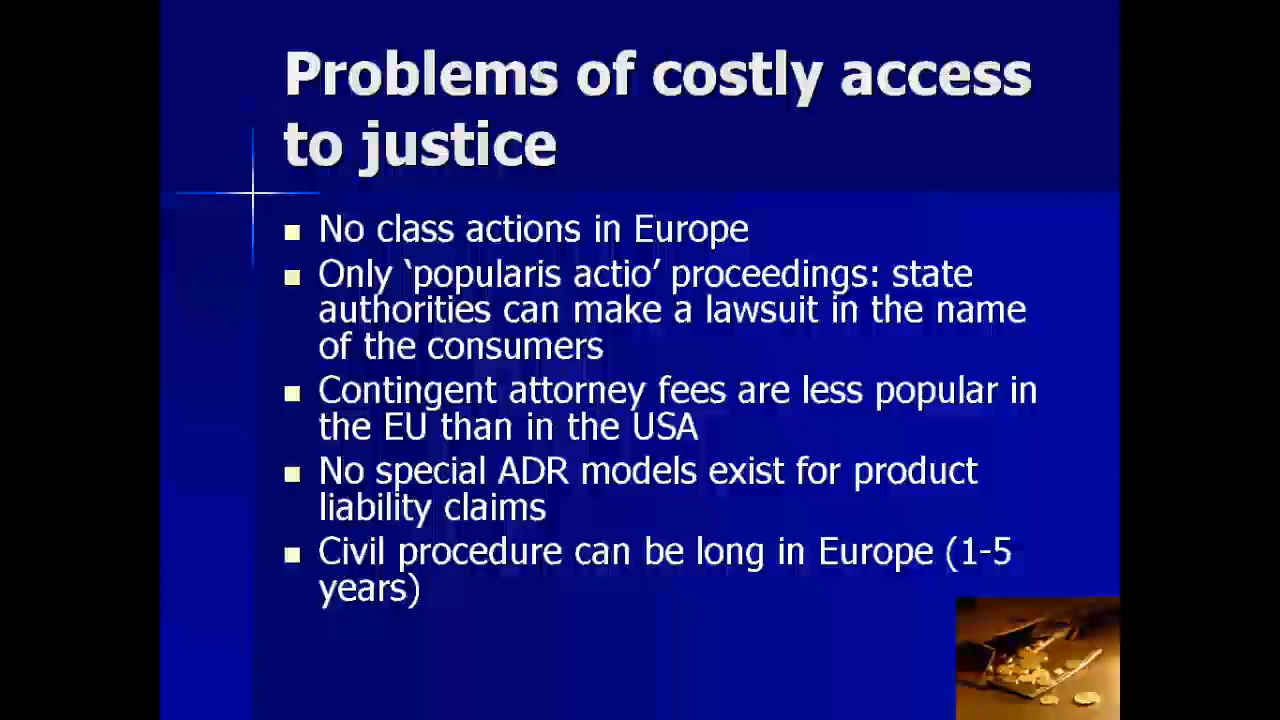 Problems of costly access
to justice
No class actions in Europe
Only ‘popularis actio’ proceedings: state
authorities can make a lawsuit in the name
of the consumers
Contingent attorney fees are less popular in
the EU than in the USA
No special ADR models exist for product
liability claims
Civil procedure can be long in Europe (1-5
years)